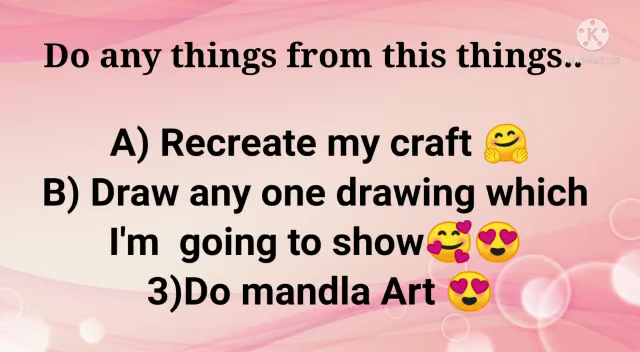 Do any things from this things..
A) Recreate my craft 🤗
B) Draw any one drawing which
I'm going to show🥰😍
3)Do mandla Art 😍